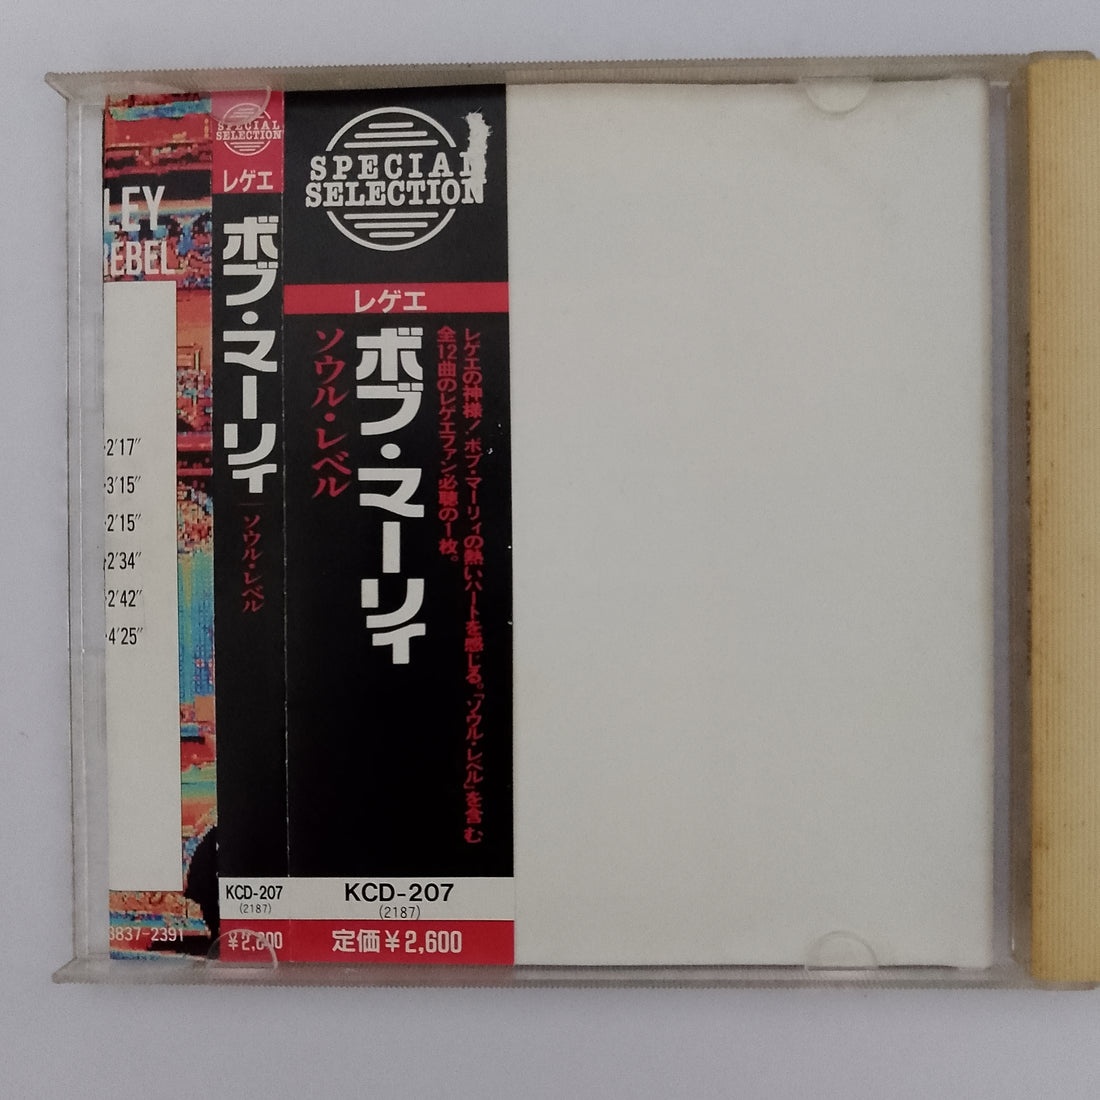 LEY
REBEL
2'17"
3'15"
2'15"
2'34"
2'42"
4'25"
3837-2391
SPECIAL
SELECTION
レゲエ
ボブ・マーリィ
ソウル・レベル
KCD-207
(2187)
¥2,600
SPECIAL
SELECTION
レゲエ
レゲエの神様！ボブ・マーリィの熱いハートを感じる。「ソウル・レベル」を含む
全12曲のレゲエファン必聴の1枚。
ボブ・マーリィ
ソウル・レベル
KCD-207
(2187)
定価¥2,600